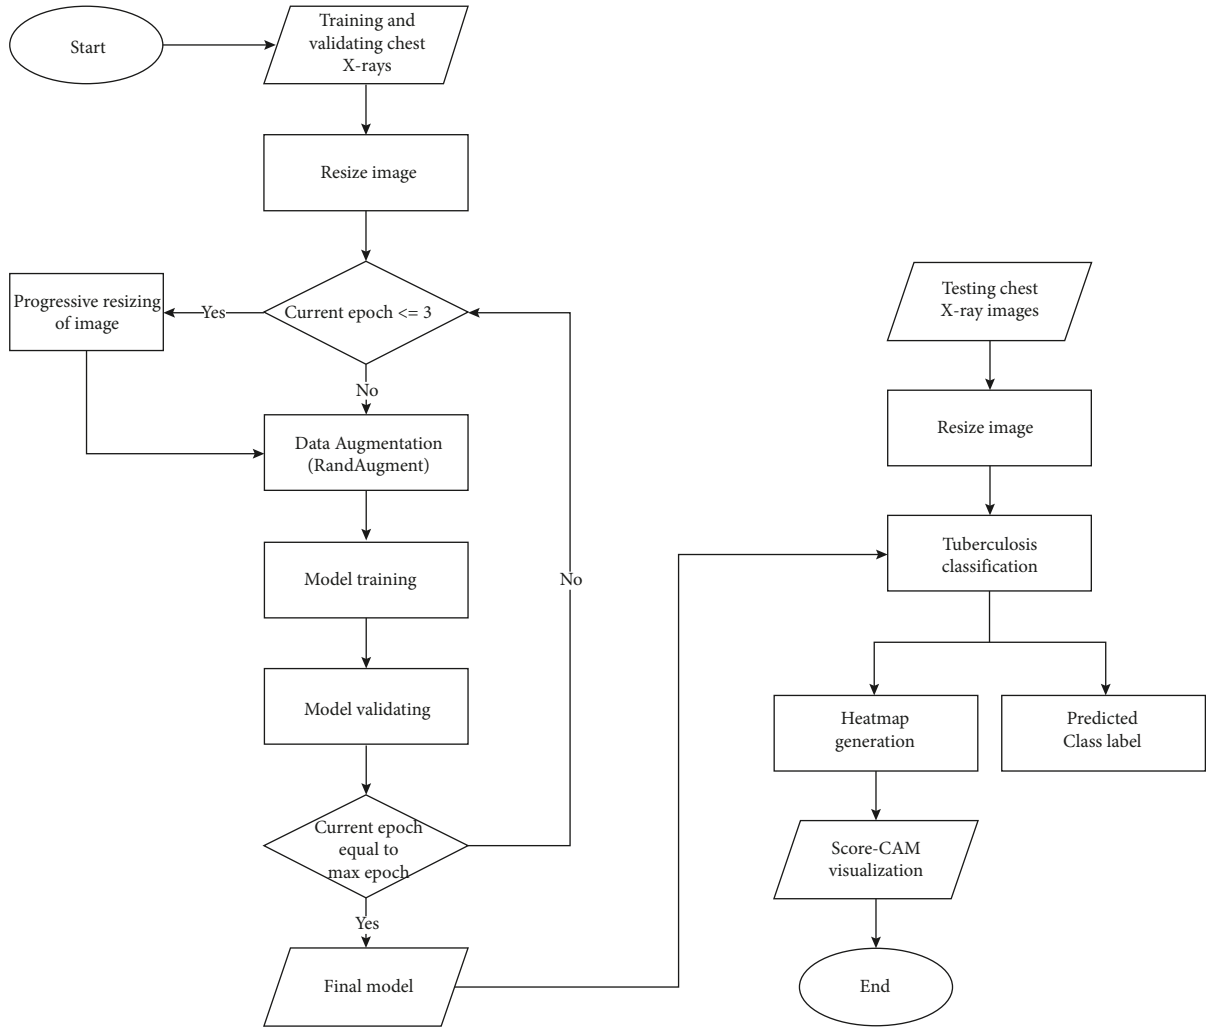 Start
Training and
validating chest
X-rays
Resize image
Current epoch <= 3
Yes
Progressive resizing
of image
No
Data Augmentation
(RandAugment)
Model training
Model validating
Current epoch
equal to
max epoch
No
Yes
Final model
Testing chest
X-ray images
Resize image
Tuberculosis
classification
Heatmap
generation
Predicted
Class label
Score-CAM
visualization
End